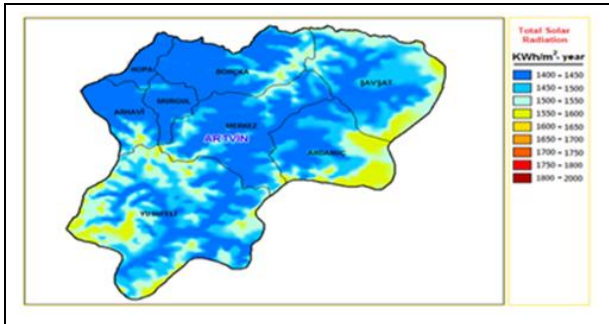 Total Solar
Radiation
KWh/m²- year
1400 - 1450
1450 - 1500
1500 - 1550
1550 - 1600
1600 - 1650
1650 - 1700
1700 - 1750
1750 - 1800
1800 - 2000
HOPA
BORÇKA
ŞAVŞAT
ARHAVİ
MURGUL
MERKEZ
ARTVİN
ARDANUÇ
YUSUFELİ